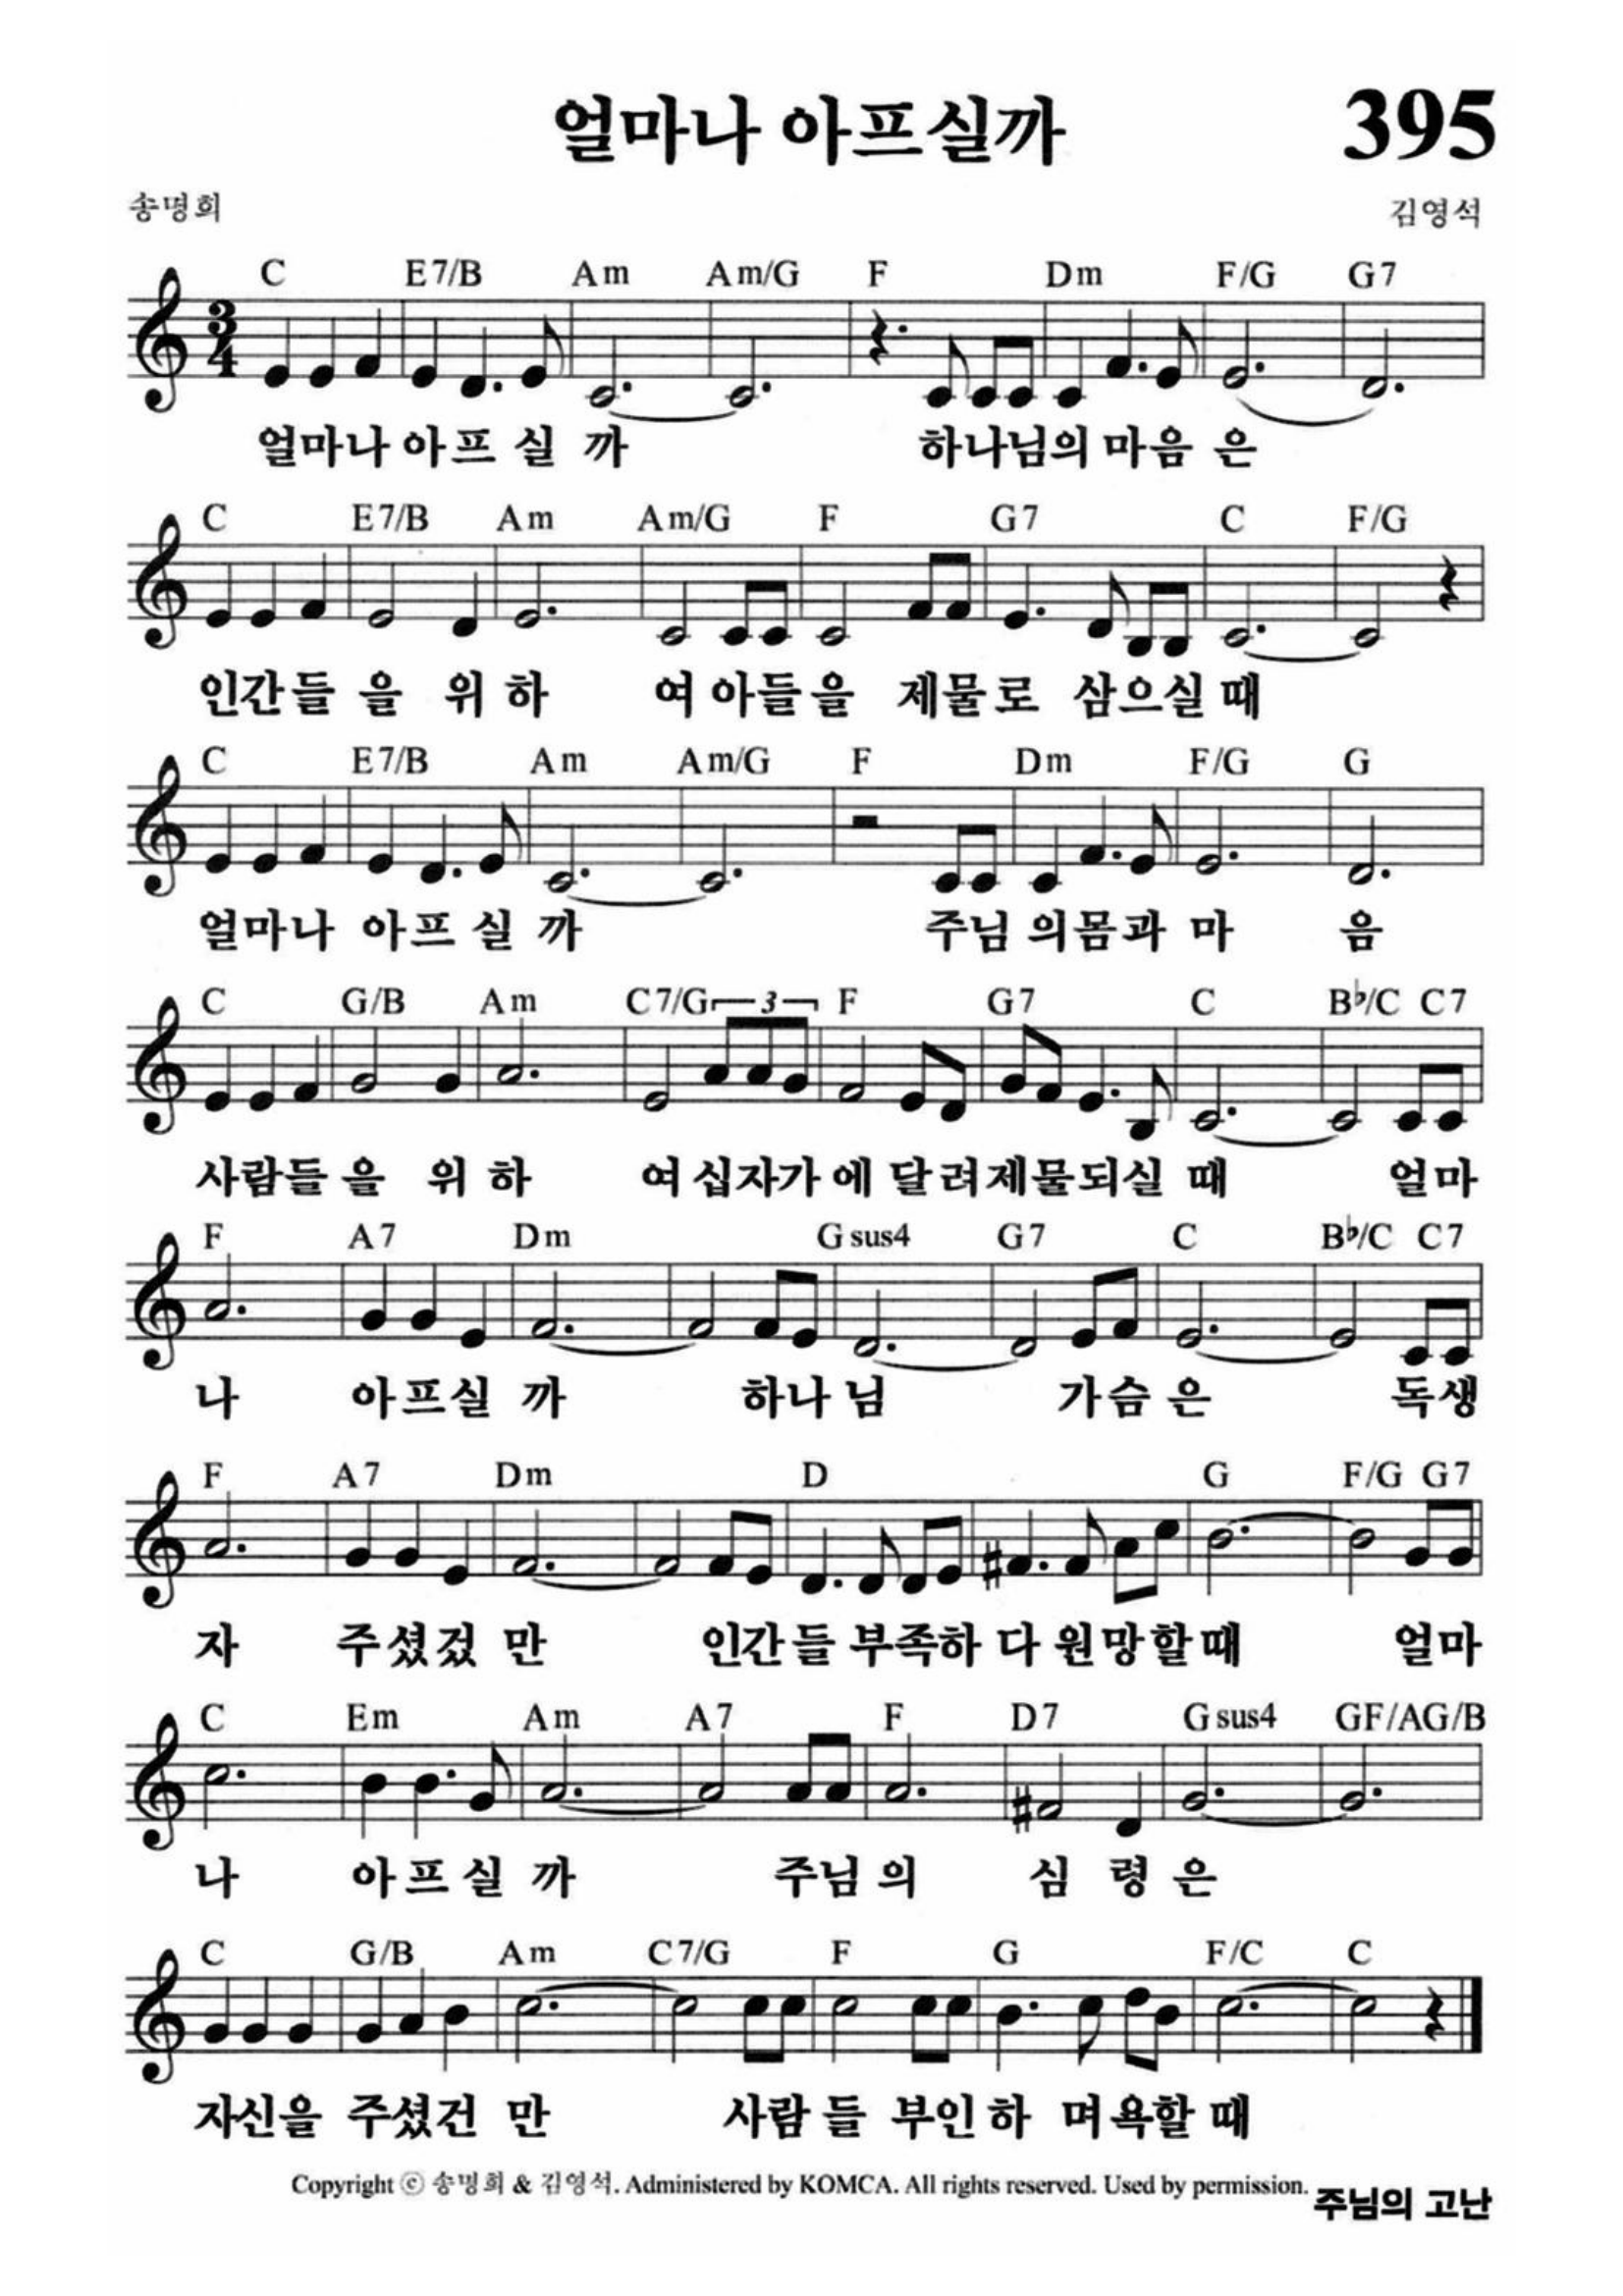 얼마나 아프실까
395
송명희
김영석
C E7/B Am Am/G F Dm F/G G7
3
4
얼마나 아프 실 까 하나님의 마음 은
C E7/B Am Am/G F G7 C F/G
인간들 을 위 하 여 아들을 제물로 삼으실 때
C E7/B Am Am/G F Dm F/G G
얼마나 아프 실 까 주님 의몸과 마 음
C G/B Am C7/G 3 F G7 C B♭/C C7
사람들 을 위 하 여 십자가 에 달려제물되실 때 얼마
F A7 Dm Gsus4 G7 C B♭/C C7
나 아프실 까 하나 님 가슴 은 독생
F A7 Dm D G F/G G7
자 주셨겄 만 인간들 부족하 다 원망할때 얼마
C Em Am A7 F D7 Gsus4 GF/AG/B
나 아프 실 까 주님 의 심 령 은
C G/B Am C7/G F G F/C C
자신을 주셨건 만 사람 들 부인 하 며욕할 때
Copyright ⓒ 송명희 & 김영석. Administered by KOMCA. All rights reserved. Used by permission.
주님의 고난